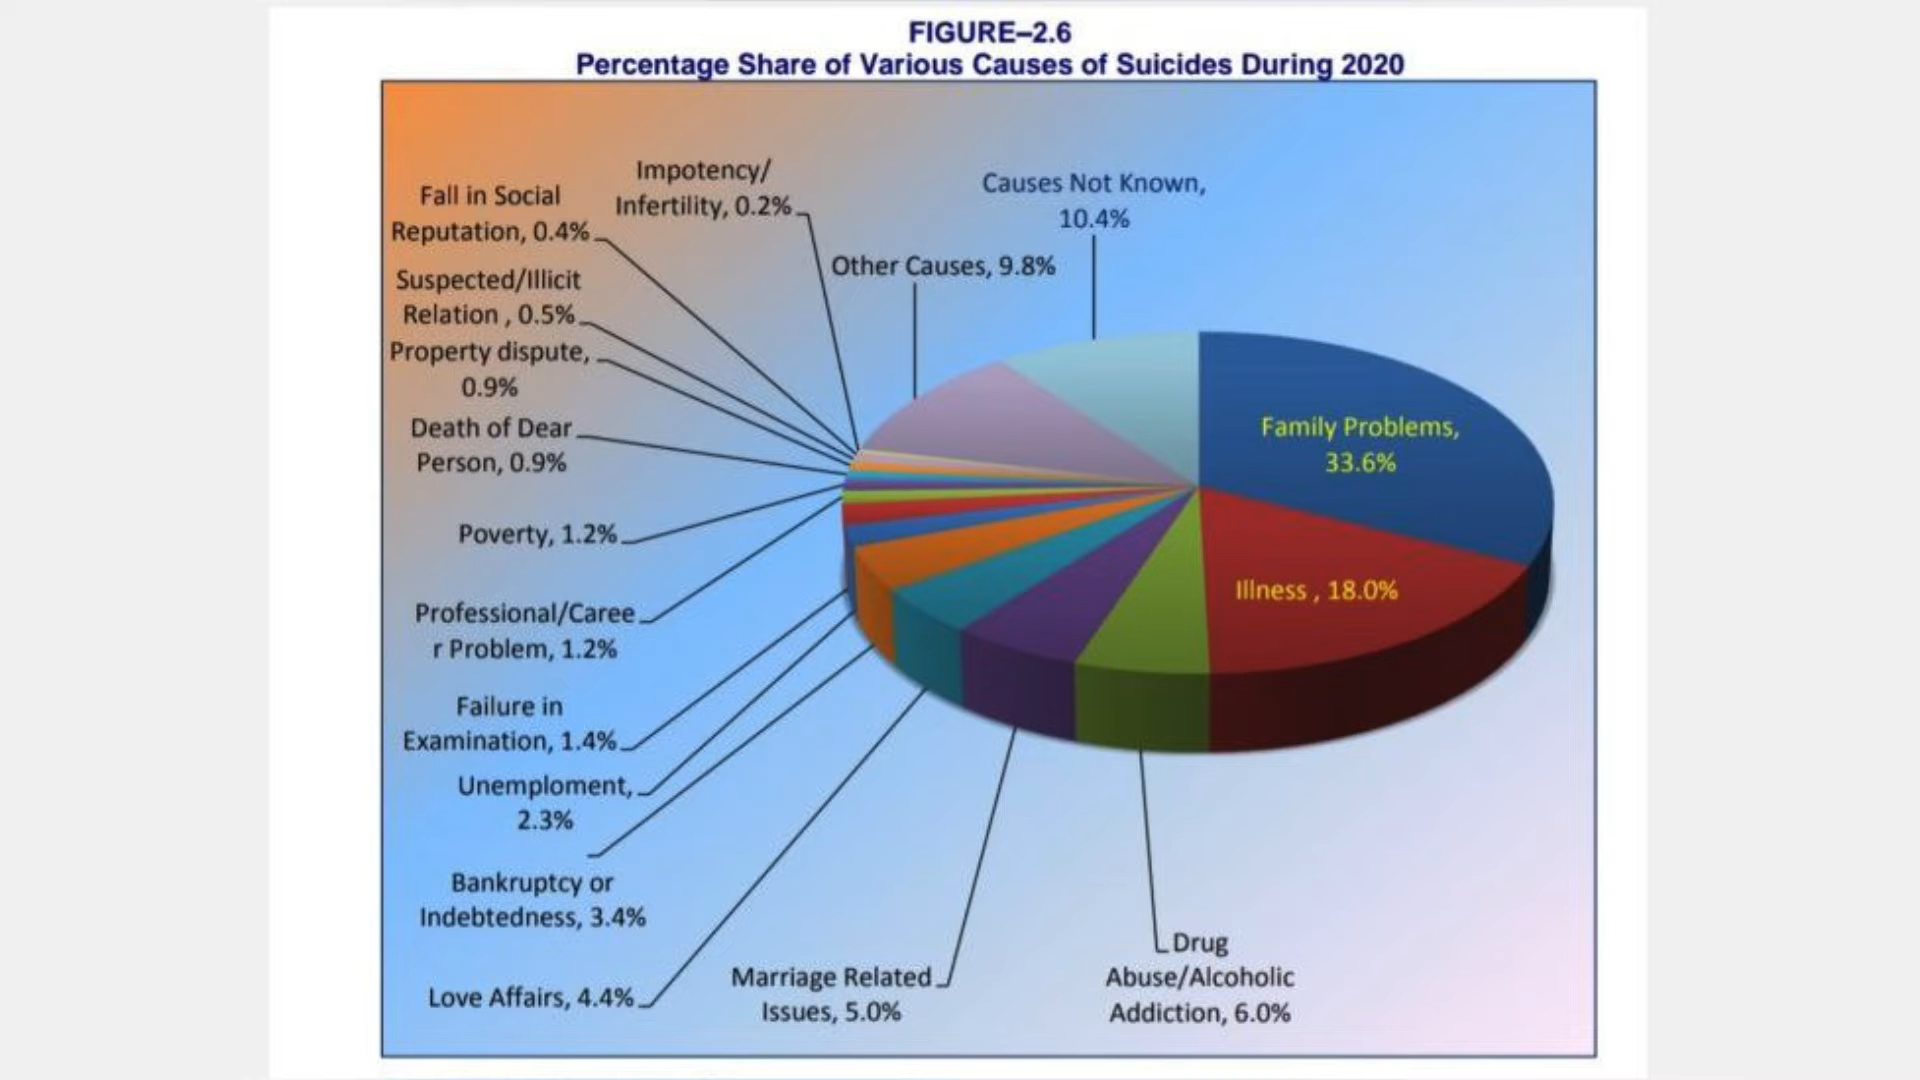 FIGURE–2.6
Percentage Share of Various Causes of Suicides During 2020
Impotency/
Infertility, 0.2%
Fall in Social
Reputation, 0.4%
Causes Not Known,
10.4%
Other Causes, 9.8%
Suspected/Illicit
Relation , 0.5%
Property dispute,
0.9%
Death of Dear
Person, 0.9%
Family Problems,
33.6%
Poverty, 1.2%
Illness , 18.0%
Professional/Caree
r Problem, 1.2%
Failure in
Examination, 1.4%
Unemploment,
2.3%
Bankruptcy or
Indebtedness, 3.4%
Love Affairs, 4.4%
Marriage Related
Issues, 5.0%
Drug
Abuse/Alcoholic
Addiction, 6.0%